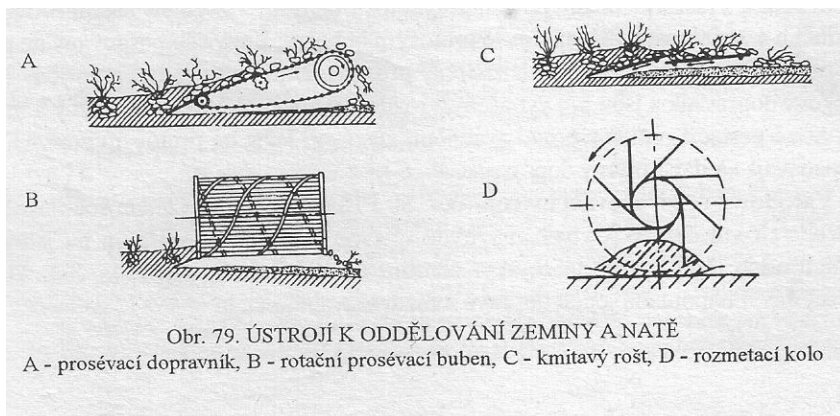 A
C
B
D
Obr. 79. ÚSTROJÍ K ODDĚLOVÁNÍ ZEMINY A NATĚ
A - prosévací dopravník, B - rotační prosévací buben, C - kmitavý rošt, D - rozmetací kolo